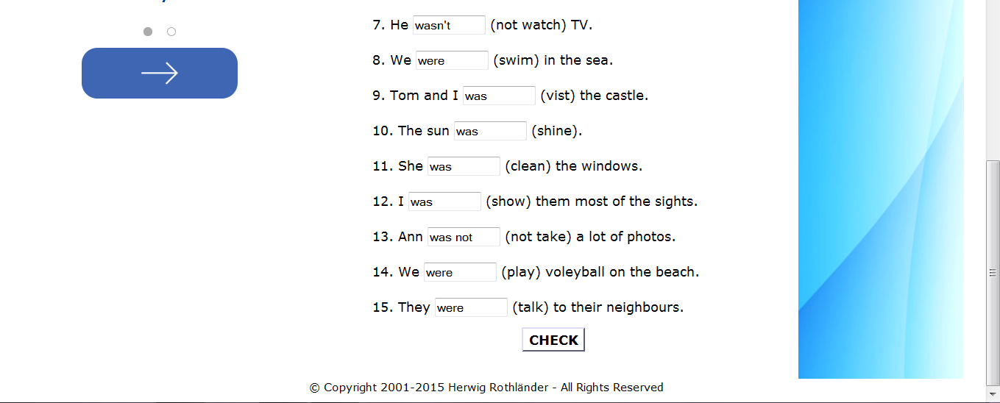 7. He wasn't (not watch) TV.
8. We were (swim) in the sea.
9. Tom and I was (vist) the castle.
10. The sun was (shine).
11. She was (clean) the windows.
12. I was (show) them most of the sights.
13. Ann was not (not take) a lot of photos.
14. We were (play) voleyball on the beach.
15. They were (talk) to their neighbours.
CHECK
© Copyright 2001-2015 Herwig Rothländer - All Rights Reserved